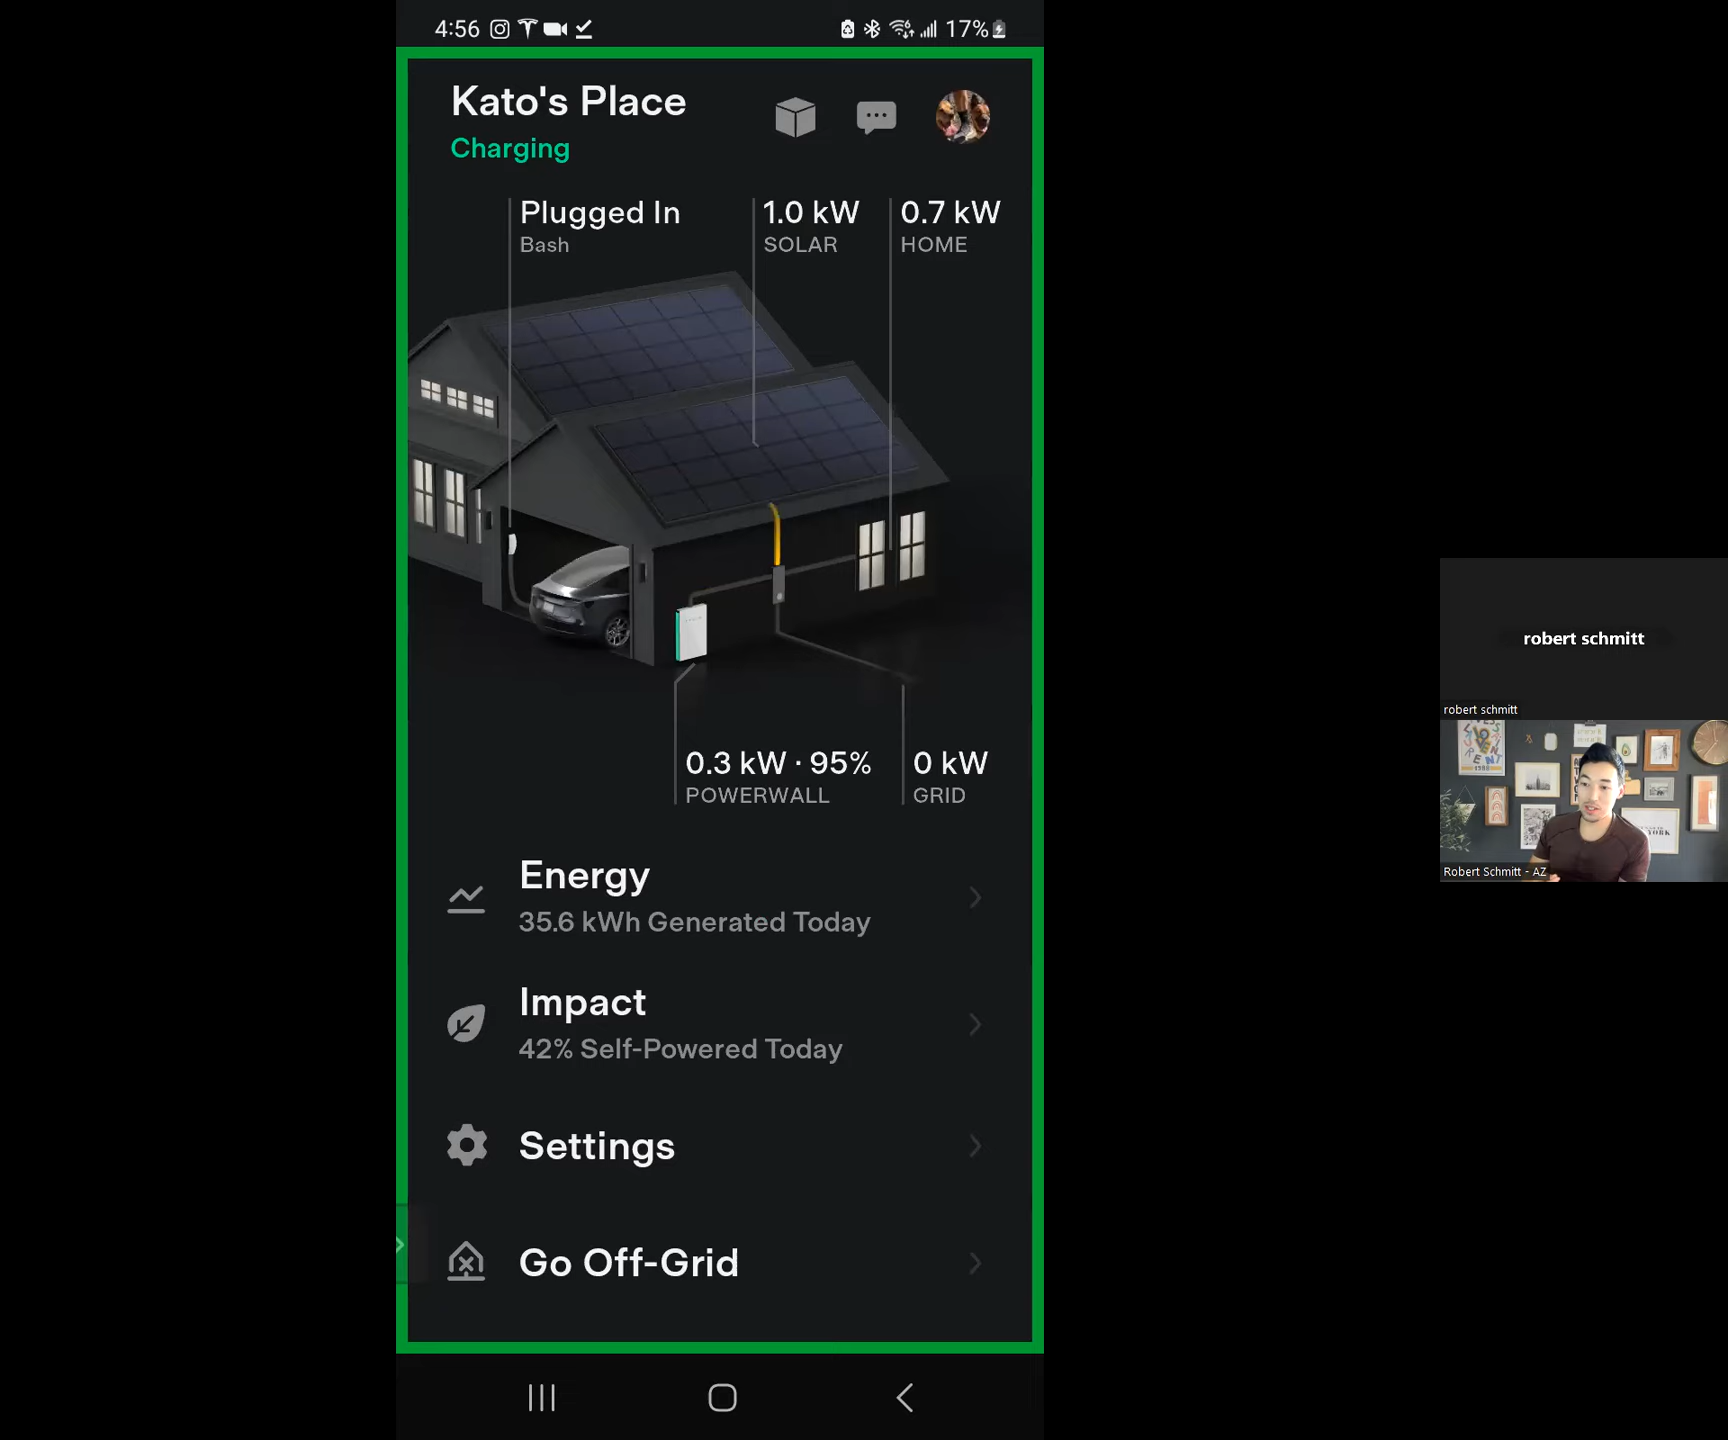 4:56
17%
Kato's Place
Charging
Plugged In
Bash
1.0 kW
SOLAR
0.7 kW
HOME
0.3 kW · 95%
POWERWALL
0 kW
GRID
Energy
35.6 kWh Generated Today
Impact
42% Self-Powered Today
Settings
Go Off-Grid
robert schmitt
robert schmitt
Robert Schmitt - AZ